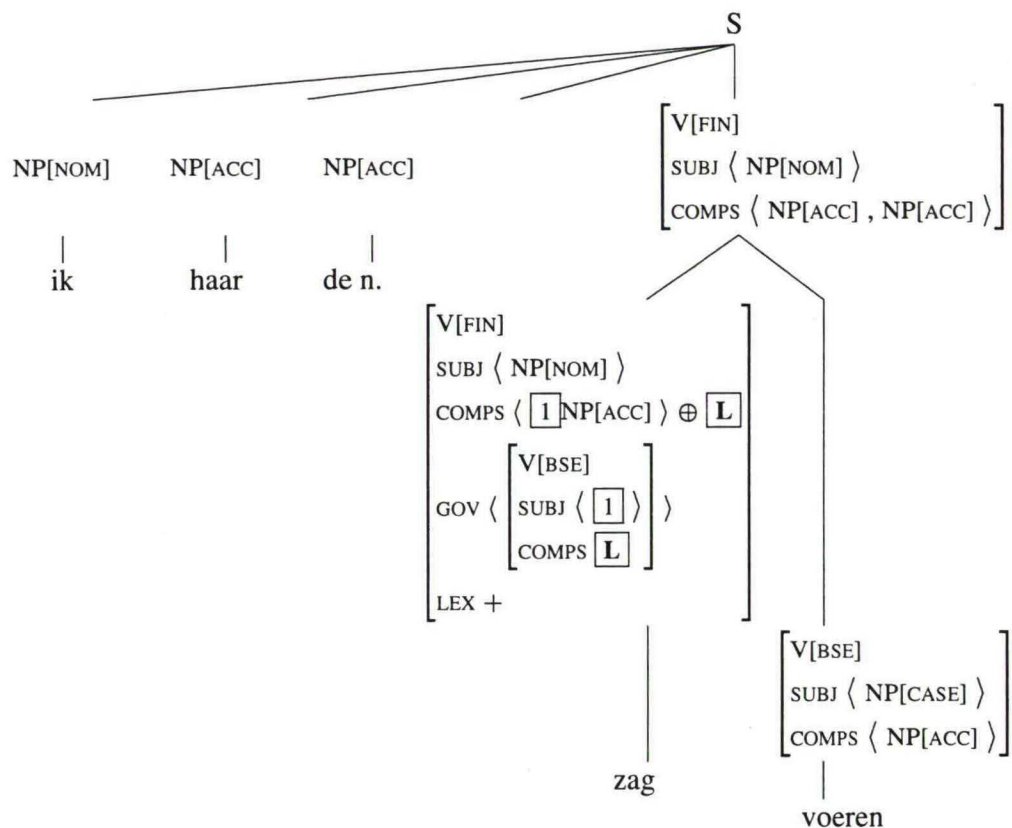 S
NP[NOM] NP[ACC] NP[ACC]
V[FIN]
SUBJ ⟨ NP[NOM] ⟩
COMPS ⟨ NP[ACC] , NP[ACC] ⟩
ik haar de n.
V[FIN]
SUBJ ⟨ NP[NOM] ⟩
COMPS ⟨ 1 NP[ACC] ⟩ ⊕ L
GOV ⟨ V[BSE]
SUBJ ⟨ 1 ⟩ ⟩
COMPS L
LEX +
V[BSE]
SUBJ ⟨ NP[CASE] ⟩
COMPS ⟨ NP[ACC] ⟩
zag
voeren